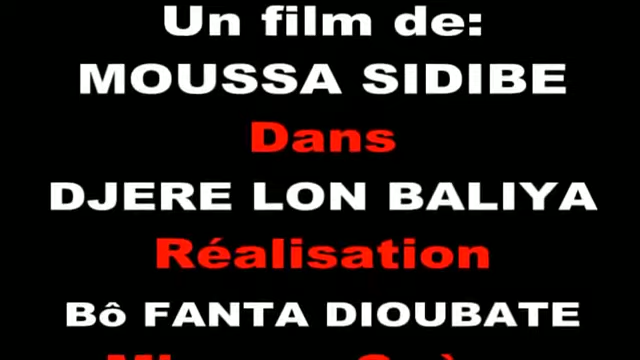 Un film de:
MOUSSA SIDIBE
Dans
DJERE LON BALIYA
Réalisation
Bô FANTA DIOUBATE